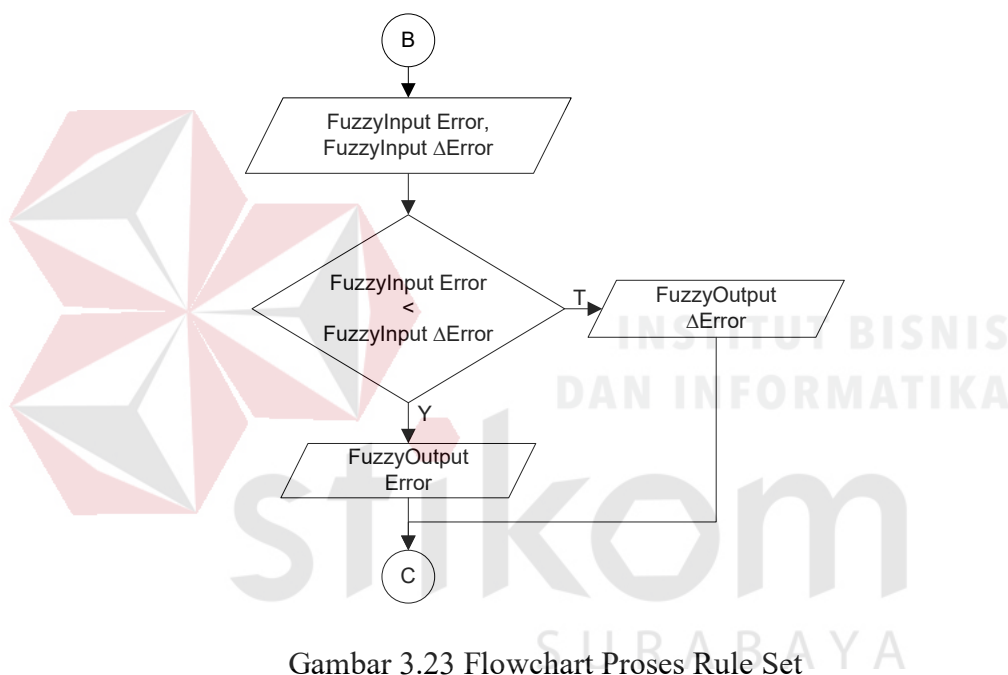 B
FuzzyInput Error,
FuzzyInput ∆Error
FuzzyInput Error
<
FuzzyInput ∆Error
T
FuzzyOutput
∆Error
INSTITUT BISNIS
DAN INFORMATIKA
Y
FuzzyOutput
Error
stikom
C
SURABAYA
Gambar 3.23 Flowchart Proses Rule Set